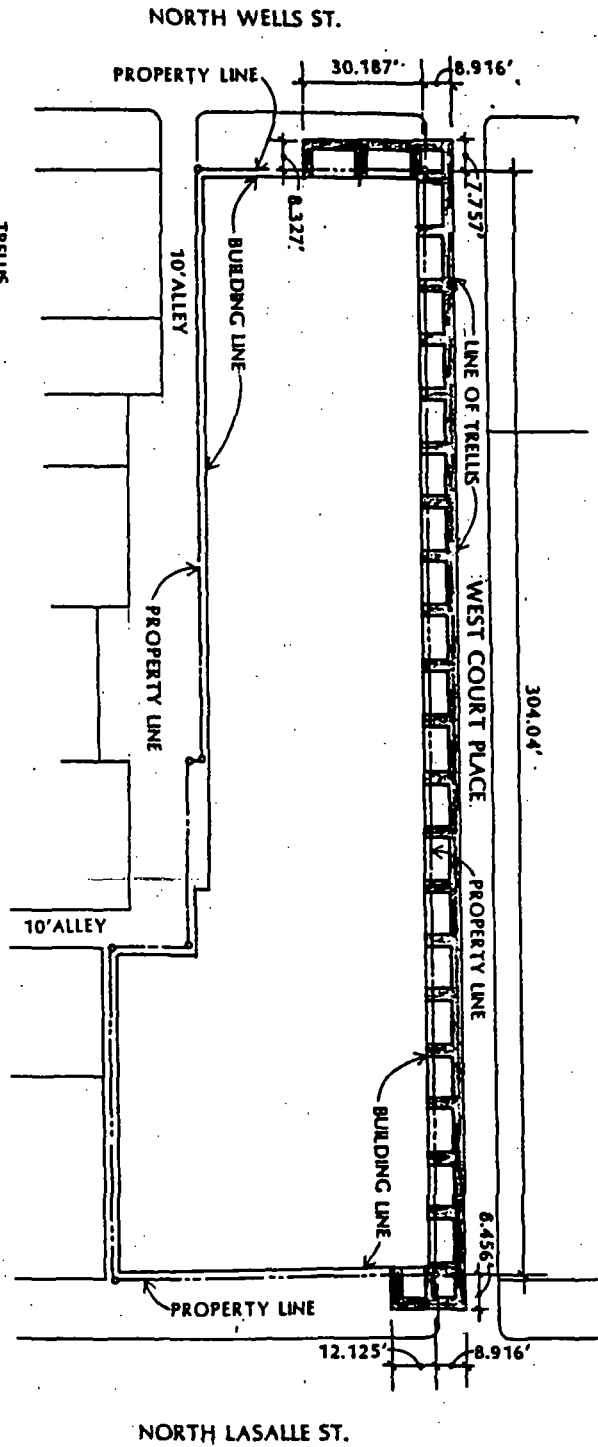 NORTH WELLS ST.
PROPERTY LINE
30.187'
8.916'
8.327'
7.757'
TRELLIS
10' ALLEY
BUILDING LINE
LINE OF TRELLIS
WEST COURT PLACE
304.04'
PROPERTY LINE
PROPERTY LINE
10' ALLEY
BUILDING LINE
8.456'
PROPERTY LINE
12.125'
8.916'
NORTH LASALLE ST.